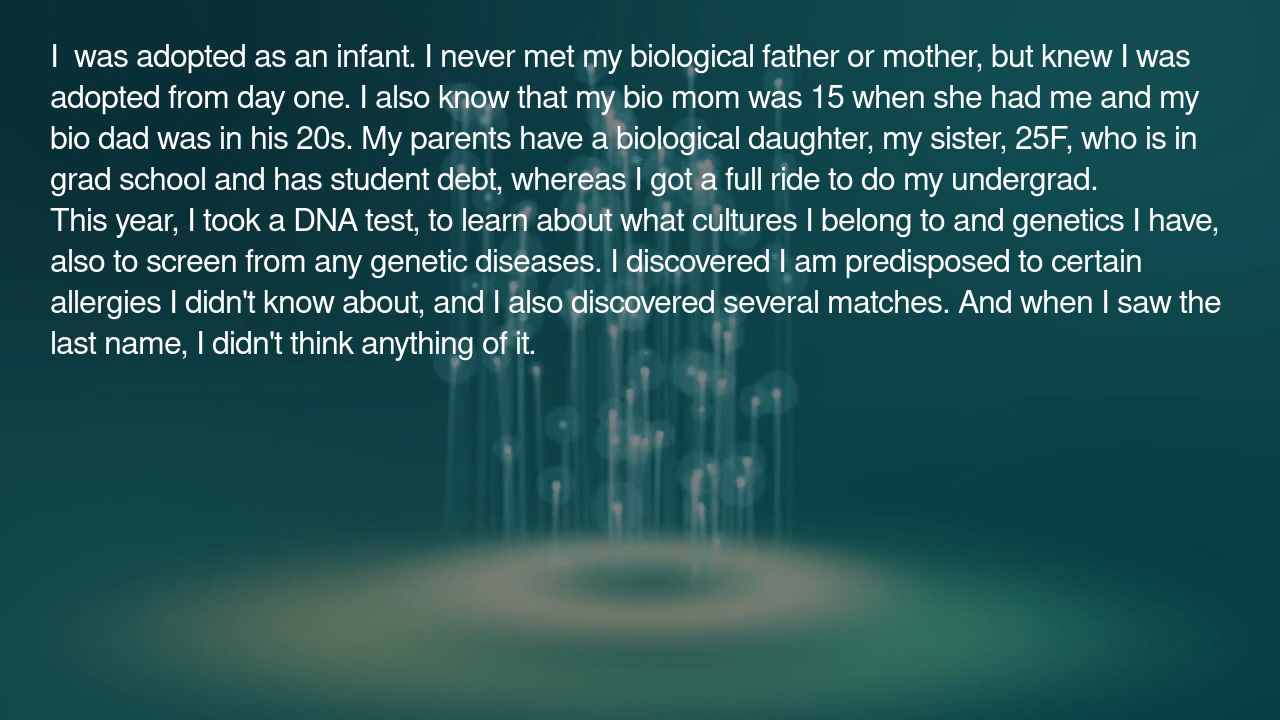 I  was adopted as an infant. I never met my biological father or mother, but knew I was
adopted from day one. I also know that my bio mom was 15 when she had me and my
bio dad was in his 20s. My parents have a biological daughter, my sister, 25F, who is in
grad school and has student debt, whereas I got a full ride to do my undergrad.
This year, I took a DNA test, to learn about what cultures I belong to and genetics I have,
also to screen from any genetic diseases. I discovered I am predisposed to certain
allergies I didn't know about, and I also discovered several matches. And when I saw the
last name, I didn't think anything of it.